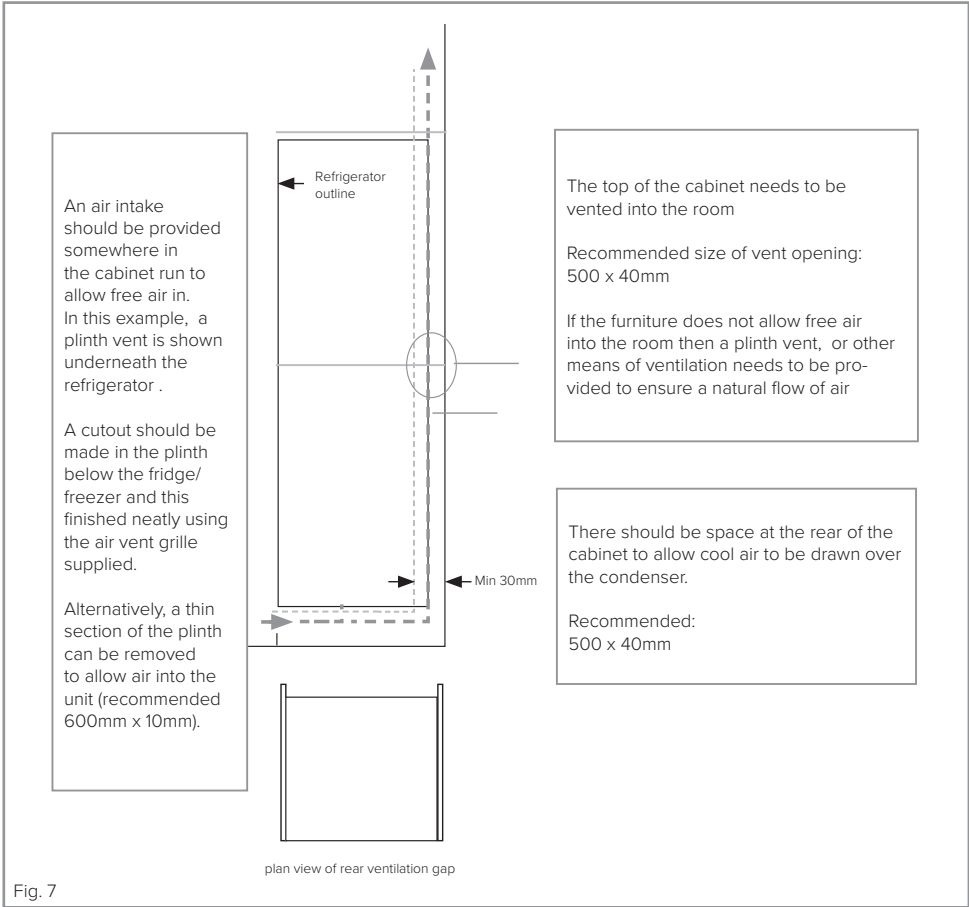 An air intake
should be provided
somewhere in
the cabinet run to
allow free air in.
In this example, a
plinth vent is shown
underneath the
refrigerator .
A cutout should be
made in the plinth
below the fridge/
freezer and this
finished neatly using
the air vent grille
supplied.
Alternatively, a thin
section of the plinth
can be removed
to allow air into the
unit (recommended
600mm x 10mm).
Refrigerator
outline
Min 30mm
plan view of rear ventilation gap
The top of the cabinet needs to be
vented into the room
Recommended size of vent opening:
500 x 40mm
If the furniture does not allow free air
into the room then a plinth vent, or other
means of ventilation needs to be pro-
vided to ensure a natural flow of air
There should be space at the rear of the
cabinet to allow cool air to be drawn over
the condenser.
Recommended:
500 x 40mm
Fig. 7